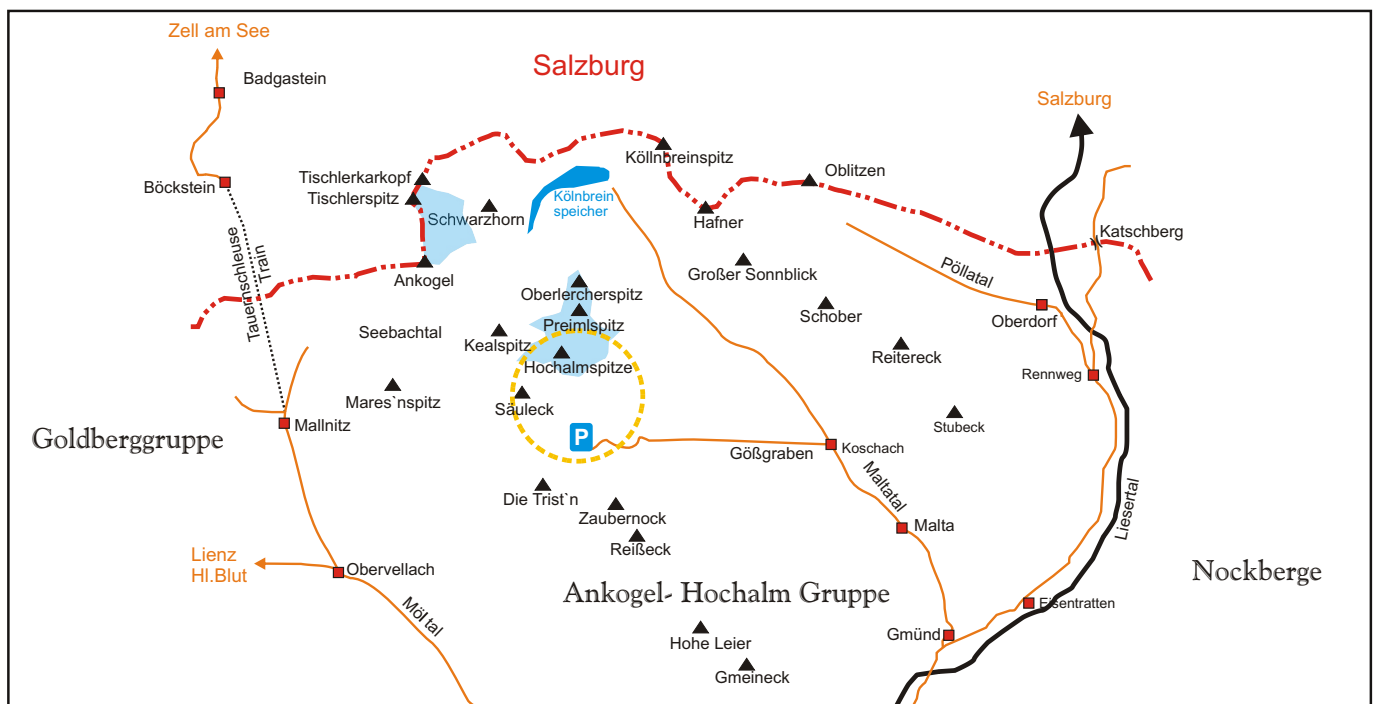 Zell am See
Salzburg
Badgastein
Salzburg
Köllnbreinspitz
Tischlerkarkopf
Oblitzen
Böckstein
Tischlerspitz
Kölnbrein
speicher
Schwarzhorn
Hafner
Katschberg
Tauernschleuse
Train
Ankogel
Großer Sonnblick
Pöllatal
Oberlercherspitz
Schober
Oberdorf
Seebachtal
Preimlspitz
Kealspitz
Reitereck
Hochalmspitze
Rennweg
Mares`nspitz
Säuleck
Stubeck
Mallnitz
Goldberggruppe
P
Gößgraben
Koschach
Maltatal
Die Trist`n
Zaubernock
Malta
Liesertal
Reißeck
Lienz
Hl.Blut
Obervellach
Nockberge
Ankogel- Hochalm Gruppe
Möl tal
Eisentratten
Gmünd
Hohe Leier
Gmeineck